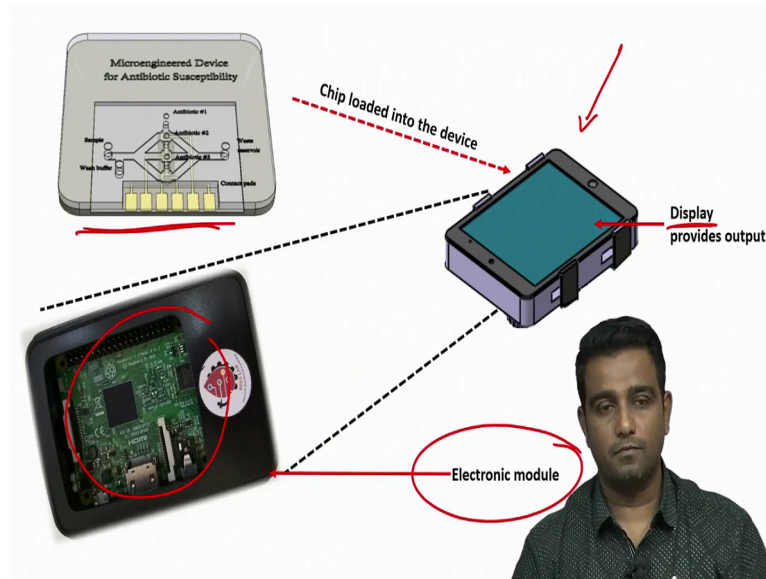 Microengineered Device
for Antibiotic Susceptibility
Antibiotic #1
Antibiotic #2
Sample
Waste
reservoir
Antibiotic #3
Wash buffer
Contact pads
Chip loaded into the device
Display
provides output
Electronic module